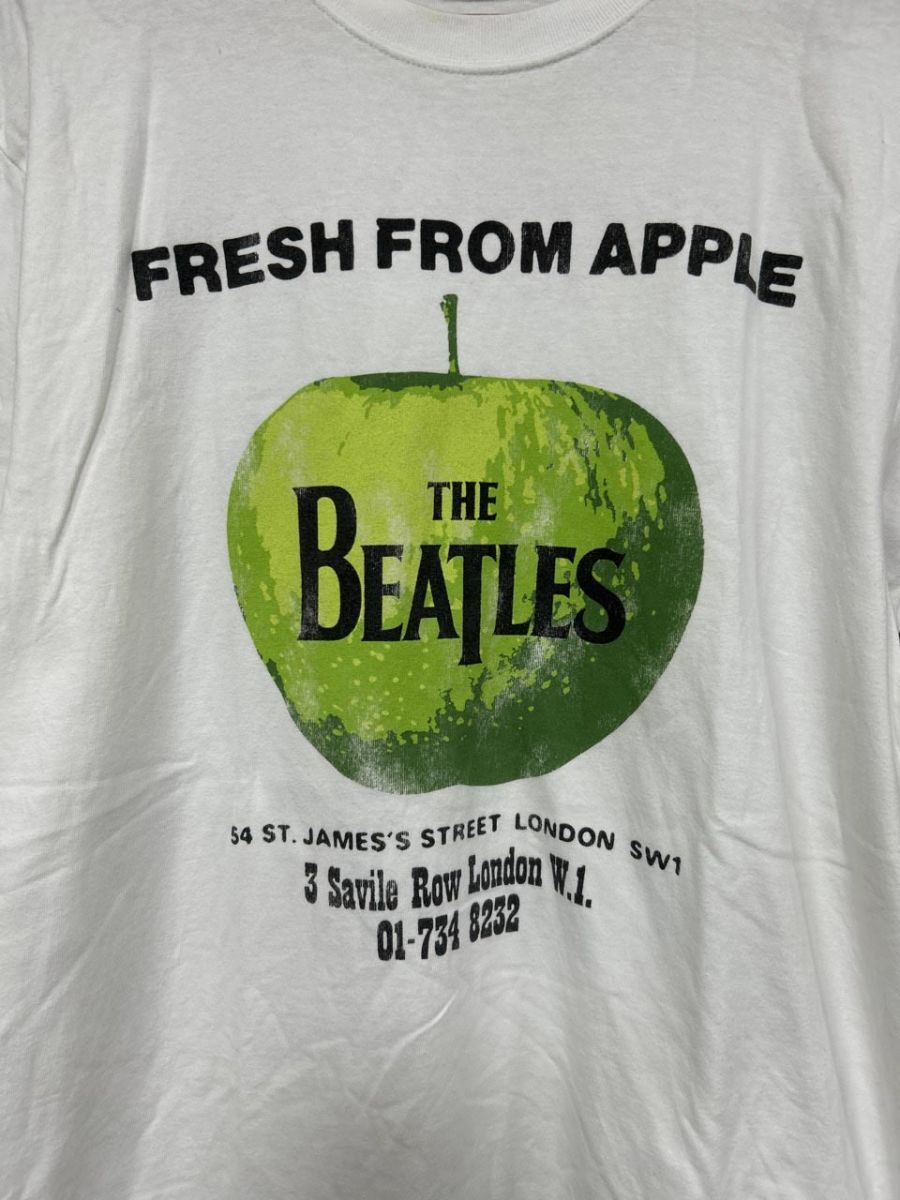 FRESH FROM APPLE
THE
BEATLES
54 ST. JAMES'S STREET LONDON SW1
3 Savile Row London W.1.
01-734 8232